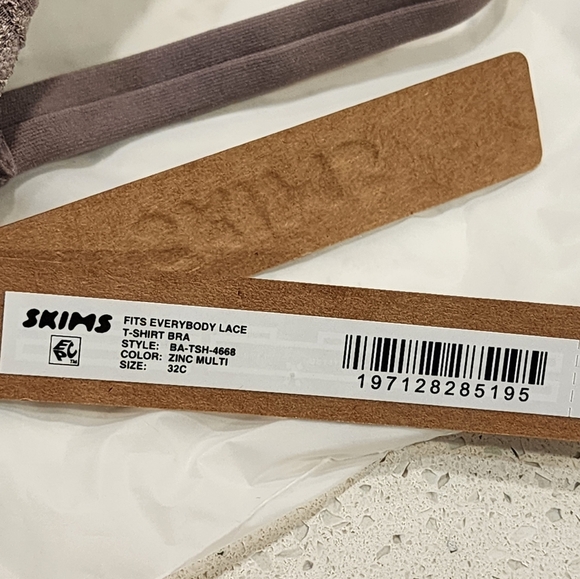 SKIMS
SKIMS
FITS EVERYBODY LACE
T-SHIRT BRA
STYLE: BA-TSH-4668
COLOR: ZINC MULTI
SIZE: 32C
197128285195